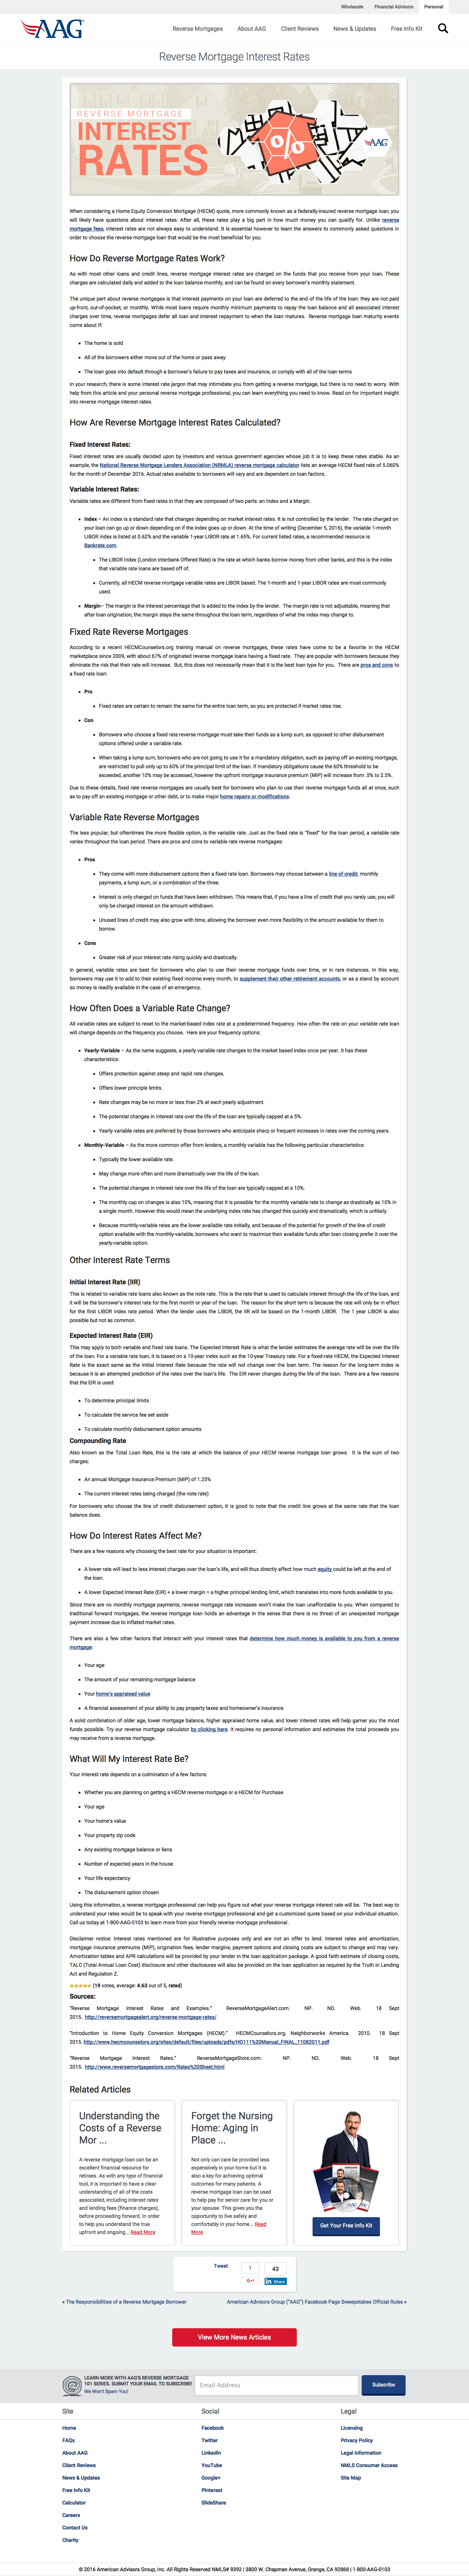 Wholesale Financial Advisors Personal
AAG
Reverse Mortgages About AAG Client Reviews News & Updates Free Info Kit
Reverse Mortgage Interest Rates
REVERSE MORTGAGE
INTEREST
RATES
%
AAG
When considering a Home Equity Conversion Mortgage (HECM) quote, more commonly known as a federally-insured reverse mortgage loan, you
will likely have questions about interest rates. After all, these rates play a big part in how much money you can qualify for. Unlike reverse
mortgage fees, interest rates are not always easy to understand. It is essential however to learn the answers to commonly asked questions in
order to choose the reverse mortgage loan that would be the most beneficial for you.
How Do Reverse Mortgage Rates Work?
As with most other loans and credit lines, reverse mortgage interest rates are charged on the funds that you receive from your loan. These
charges are calculated daily and added to the loan balance monthly, and can be found on every borrower's monthly statement.
The unique part about reverse mortgages is that interest payments on your loan are deferred to the end of the life of the loan: they are not paid
up-front, out-of-pocket, or monthly. While most loans require monthly minimum payments to repay the loan balance and all associated interest
charges over time, reverse mortgages defer all loan and interest repayment to when the loan matures. Reverse mortgage loan maturity events
come about if:
• The home is sold
• All of the borrowers either move out of the home or pass away
• The loan goes into default through a borrower's failure to pay taxes and insurance, or comply with all of the loan terms
In your research, there is some interest rate jargon that may intimidate you from getting a reverse mortgage, but there is no need to worry. With
help from this article and your personal reverse mortgage professional, you can learn everything you need to know. Read on for important insight
into reverse mortgage interest rates.
How Are Reverse Mortgage Interest Rates Calculated?
Fixed Interest Rates:
Fixed interest rates are usually decided upon by investors and various government agencies whose job it is to keep these rates stable. As an
example, the National Reverse Mortgage Lenders Association (NRMLA) reverse mortgage calculator lists an average HECM fixed rate of 5.060%
for the month of December 2016. Actual rates available to borrowers will vary and are dependent on loan factors.
Variable Interest Rates:
Variable rates are different from fixed rates in that they are composed of two parts: an Index and a Margin.
• Index – An index is a standard rate that changes depending on market interest rates. It is not controlled by the lender. The rate charged on
your loan can go up or down depending on if the index goes up or down. At the time of writing (December 5, 2016), the variable 1-month
LIBOR index is listed at 0.62% and the variable 1-year LIBOR rate at 1.65%. For current listed rates, a recommended resource is
Bankrate.com.
• The LIBOR Index (London Interbank Offered Rate) is the rate at which banks borrow money from other banks, and this is the index
that variable rate loans are based off of.
• Currently, all HECM reverse mortgage variable rates are LIBOR based. The 1-month and 1-year LIBOR rates are most commonly
used.
• Margin– The margin is the interest percentage that is added to the index by the lender. The margin rate is not adjustable, meaning that
after loan origination, the margin stays the same throughout the loan term, regardless of what the index may change to.
Fixed Rate Reverse Mortgages
According to a recent HECMCounselors.org training manual on reverse mortgages, these rates have come to be a favorite in the HECM
marketplace since 2009, with about 67% of originated reverse mortgage loans having a fixed rate. They are popular with borrowers because they
eliminate the risk that their rate will increase. But, this does not necessarily mean that it is the best loan type for you. There are pros and cons to
a fixed rate loan:
• Pro
• Fixed rates are certain to remain the same for the entire loan term, so you are protected if market rates rise.
• Con
• Borrowers who choose a fixed rate reverse mortgage must take their funds as a lump sum, as opposed to other disbursement
options offered under a variable rate.
• When taking a lump sum, borrowers who are not going to use it for a mandatory obligation, such as paying off an existing mortgage,
are restricted to pull only up to 60% of the principal limit of the loan. If mandatory obligations cause the 60% threshold to be
exceeded, another 10% may be accessed, however the upfront mortgage insurance premium (MIP) will increase from .5% to 2.5%.
Due to these details, fixed rate reverse mortgages are usually best for borrowers who plan to use their reverse mortgage funds all at once, such
as to pay off an existing mortgage or other debt, or to make major home repairs or modifications.
Variable Rate Reverse Mortgages
The less popular, but oftentimes the more flexible option, is the variable rate. Just as the fixed rate is "fixed" for the loan period, a variable rate
varies throughout the loan period. There are pros and cons to variable rate reverse mortgages:
• Pros
• They come with more disbursement options then a fixed rate loan. Borrowers may choose between a line of credit, monthly
payments, a lump sum, or a combination of the three.
• Interest is only charged on funds that have been withdrawn. This means that, if you have a line of credit that you rarely use, you will
only be charged interest on the amount withdrawn.
• Unused lines of credit may also grow with time, allowing the borrower even more flexibility in the amount available for them to
borrow.
• Cons
• Greater risk of your interest rate rising quickly and drastically.
In general, variable rates are best for borrowers who plan to use their reverse mortgage funds over time, or in rare instances. In this way,
borrowers may use it to add to their existing fixed income every month, to supplement their other retirement accounts, or as a stand by account
so money is readily available in the case of an emergency.
How Often Does a Variable Rate Change?
All variable rates are subject to reset to the market-based index rate at a predetermined frequency. How often the rate on your variable rate loan
will change depends on the frequency you choose. Here are your frequency options:
• Yearly-Variable – As the name suggests, a yearly variable rate changes to the market based index once per year. It has these
characteristics:
• Offers protection against steep and rapid rate changes.
• Offers lower principle limits.
• Rate changes may be no more or less than 2% at each yearly adjustment.
• The potential changes in interest rate over the life of the loan are typically capped at a 5%.
• Yearly variable rates are preferred by those borrowers who anticipate sharp or frequent increases in rates over the coming years.
• Monthly-Variable – As the more common offer from lenders, a monthly variable has the following particular characteristics:
• Typically the lower available rate.
• May change more often and more dramatically over the life of the loan.
• The potential changes in interest rate over the life of the loan are typically capped at a 10%.
• The monthly cap on changes is also 10%, meaning that it is possible for the monthly variable rate to change as drastically as 10% in
a single month. However this would mean the underlying index rate has changed this quickly and dramatically, which is unlikely.
• Because monthly-variable rates are the lower available rate initially, and because of the potential for growth of the line of credit
option available with the monthly-variable, borrowers who want to maximize their available funds after loan closing prefer it over the
yearly-variable option.
Other Interest Rate Terms
Initial Interest Rate (IIR)
This is related to variable rate loans also known as the note rate. This is the rate that is used to calculate interest through the life of the loan, and
it will be the borrower's interest rate for the first month or year of the loan. The reason for the short term is because the rate will only be in effect
for the first LIBOR index rate period. When the lender uses the LIBOR, the IIR will be based on the 1-month LIBOR. The 1 year LIBOR is also
possible but not as common.
Expected Interest Rate (EIR)
This may apply to both variable and fixed rate loans. The Expected Interest Rate is what the lender estimates the average rate will be over the life
of the loan. For a variable rate loan, it is based on a 10-year index such as the 10-year Treasury rate. For a fixed-rate HECM, the Expected Interest
Rate is the exact same as the Initial Interest Rate because the rate will not change over the loan term. The reason for the long-term index is
because it is an attempted prediction of the rates over the loan's life. The EIR never changes during the life of the loan. There are a few reasons
that the EIR is used:
• To determine principal limits
• To calculate the service fee set aside
• To calculate monthly disbursement option amounts
Compounding Rate
Also known as the Total Loan Rate, this is the rate at which the balance of your HECM reverse mortgage loan grows. It is the sum of two
charges:
• An annual Mortgage Insurance Premium (MIP) of 1.25%
• The current interest rates being charged (the note rate)
For borrowers who choose the line of credit disbursement option, it is good to note that the credit line grows at the same rate that the loan
balance does.
How Do Interest Rates Affect Me?
There are a few reasons why choosing the best rate for your situation is important:
• A lower rate will lead to less interest charges over the loan's life, and will thus directly affect how much equity could be left at the end of
the loan.
• A lower Expected Interest Rate (EIR) + a lower margin = a higher principal lending limit, which translates into more funds available to you.
Since there are no monthly mortgage payments, reverse mortgage rate increases won't make the loan unaffordable to you. When compared to
traditional forward mortgages, the reverse mortgage loan holds an advantage in the sense that there is no threat of an unexpected mortgage
payment increase due to inflated market rates.
There are also a few other factors that interact with your interest rates that determine how much money is available to you from a reverse
mortgage:
• Your age
• The amount of your remaining mortgage balance
• Your home's appraised value
• A financial assessment of your ability to pay property taxes and homeowner's insurance
A solid combination of older age, lower mortgage balance, higher appraised home value, and lower interest rates will help garner you the most
funds possible. Try our reverse mortgage calculator by clicking here. It requires no personal information and estimates the total proceeds you
may receive from a reverse mortgage.
What Will My Interest Rate Be?
Your interest rate depends on a culmination of a few factors:
• Whether you are planning on getting a HECM reverse mortgage or a HECM for Purchase
• Your age
• Your home's value
• Your property zip code
• Any existing mortgage balance or liens
• Number of expected years in the house
• Your life expectancy
• The disbursement option chosen
Using this information, a reverse mortgage professional can help you figure out what your reverse mortgage interest rate will be. The best way to
understand your rates would be to speak with your reverse mortgage professional and get a customized quote based on your individual situation.
Call us today at 1-800-AAG-0103 to learn more from your friendly reverse mortgage professional.
Disclaimer notice: Interest rates mentioned are for illustrative purposes only and are not an offer to lend. Interest rates and amortization,
mortgage insurance premiums (MIP), origination fees, lender margins, payment options and closing costs are subject to change and may vary.
Amortization tables and APR calculations will be provided by your lender in the loan application package. A good faith estimate of closing costs,
TALC (Total Annual Loan Cost) disclosure and other disclosures will also be provided on the loan application as required by the Truth in Lending
Act and Regulation Z.
(19 votes, average: 4.63 out of 5, rated)
Sources:
"Reverse Mortgage Interest Rates and Examples." ReverseMortgageAlert.com. NP. ND. Web. 18 Sept
2015. http://reversemortgagealert.org/reverse-mortgage-rates/
"Introduction to Home Equity Conversion Mortgages (HECM)." HECMCounselors.org. Neighborworks America. 2010. 18 Sept
2015. http://www.hecmcounselors.org/sites/default/files/uploads/pdfs/HO111%20Manual_FINAL_11082011.pdf
"Reverse Mortgage Interest Rates." ReverseMortgageStore.com. NP. ND. Web. 18 Sept
2015. http://www.reversemortgagestore.com/Rates%20Sheet.html
Related Articles
Understanding the
Costs of a Reverse
Mor ...
A reverse mortgage loan can be an
excellent financial resource for
retirees. As with any type of financial
tool, it is important to have a clear
understanding of all of the costs
associated, including interest rates
and lending fees (finance charges),
before proceeding forward. In order
to help you understand the true
upfront and ongoing... Read More
Forget the Nursing
Home: Aging in
Place ...
Not only can care be provided less
expensively in your home but it is
also a key for achieving optimal
outcomes for many patients. A
reverse mortgage loan can be used
to help pay for senior care for you or
your spouse. This gives you the
opportunity to live safely and
comfortably in your home... Read
More
Get Your Free Info Kit
Tweet
1
G+1
43
in Share
« The Responsibilities of a Reverse Mortgage Borrower
American Advisors Group ("AAG") Facebook Page Sweepstakes Official Rules »
View More News Articles
LEARN MORE WITH AAG'S REVERSE MORTGAGE
101 SERIES. SUBMIT YOUR EMAIL TO SUBSCRIBE!
We Won't Spam You!
Email Address
Subscribe
Site
Home
FAQs
About AAG
Client Reviews
News & Updates
Free Info Kit
Calculator
Careers
Contact Us
Charity
Social
Facebook
Twitter
LinkedIn
YouTube
Google+
Pinterest
SlideShare
Legal
Licensing
Privacy Policy
Legal Information
NMLS Consumer Access
Site Map
© 2016 American Advisors Group, Inc. All Rights Reserved NMLS# 9392 | 3800 W. Chapman Avenue, Orange, CA 92868 | 1-800-AAG-0103